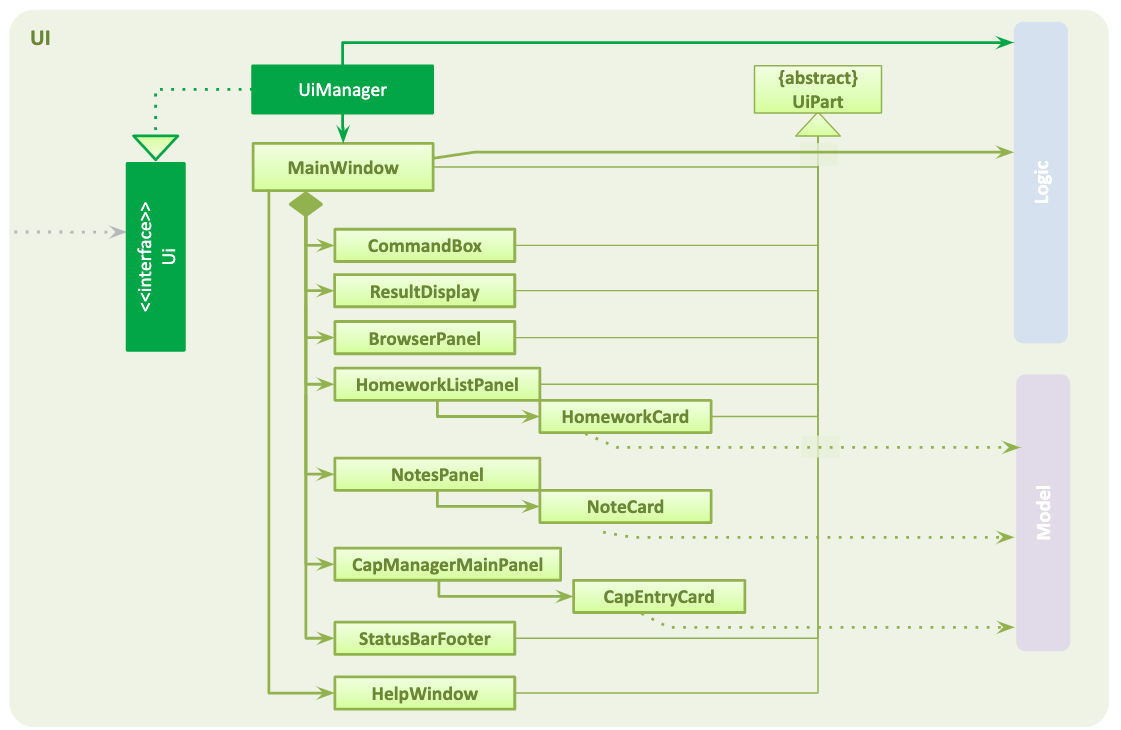 UI
UiManager
{abstract}
UiPart
MainWindow
Logic
<<interface>>
Ui
CommandBox
ResultDisplay
BrowserPanel
HomeworkListPanel
HomeworkCard
NotesPanel
NoteCard
Model
CapManagerMainPanel
CapEntryCard
StatusBarFooter
HelpWindow